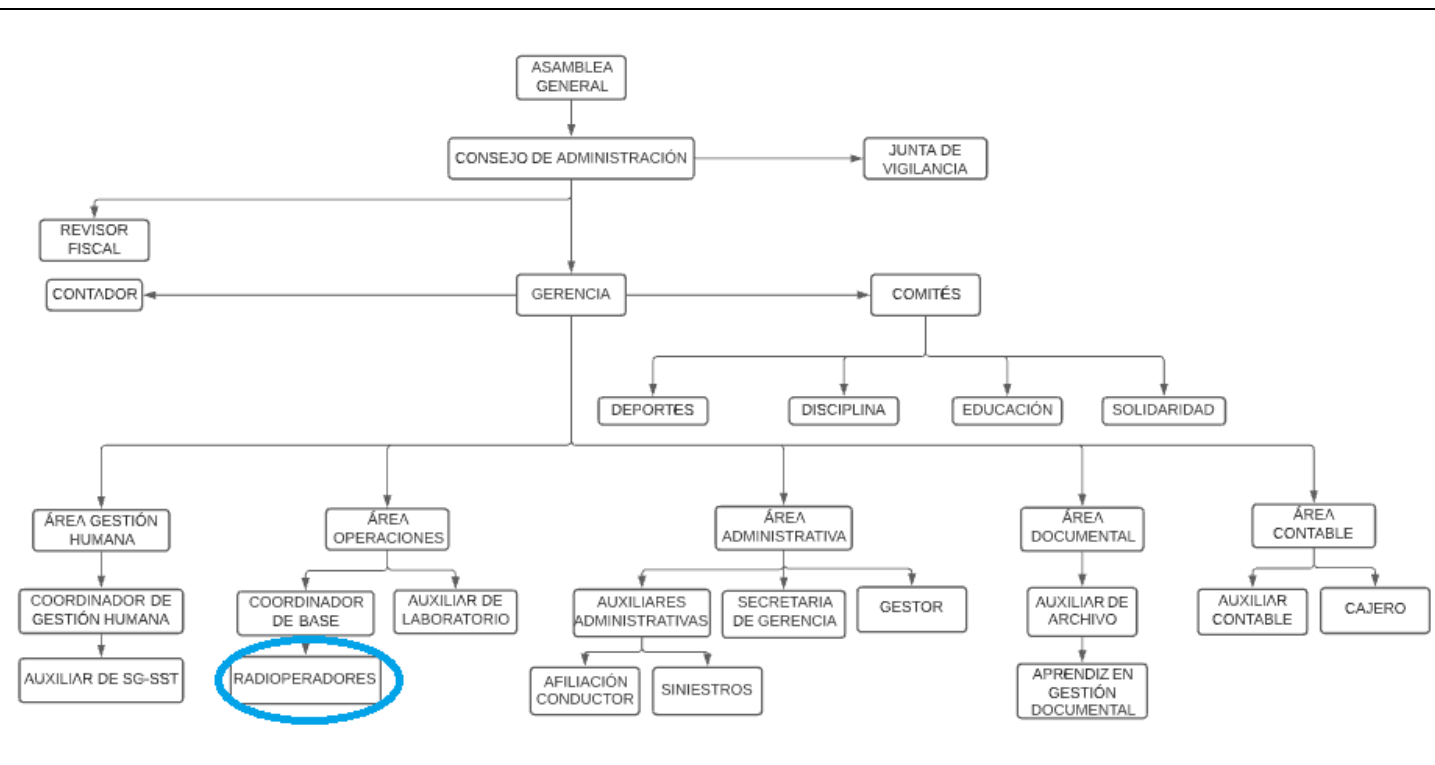 ASAMBLEA
GENERAL
CONSEJO DE ADMINISTRACIÓN
JUNTA DE
VIGILANCIA
REVISOR
FISCAL
CONTADOR
GERENCIA
COMITÉS
DEPORTES
DISCIPLINA
EDUCACIÓN
SOLIDARIDAD
ÁREA GESTIÓN
HUMANA
ÁREA
OPERACIONES
ÁREA
ADMINISTRATIVA
ÁREA
DOCUMENTAL
ÁREA
CONTABLE
COORDINADOR DE
GESTIÓN HUMANA
COORDINADOR
DE BASE
AUXILIAR DE
LABORATORIO
AUXILIARES
ADMINISTRATIVAS
SECRETARIA
DE GERENCIA
GESTOR
AUXILIAR DE
ARCHIVO
AUXILIAR
CONTABLE
CAJERO
AUXILIAR DE SG-SST
RADIOPERADORES
AFILIACIÓN
CONDUCTOR
SINIESTROS
APRENDIZ EN
GESTIÓN
DOCUMENTAL